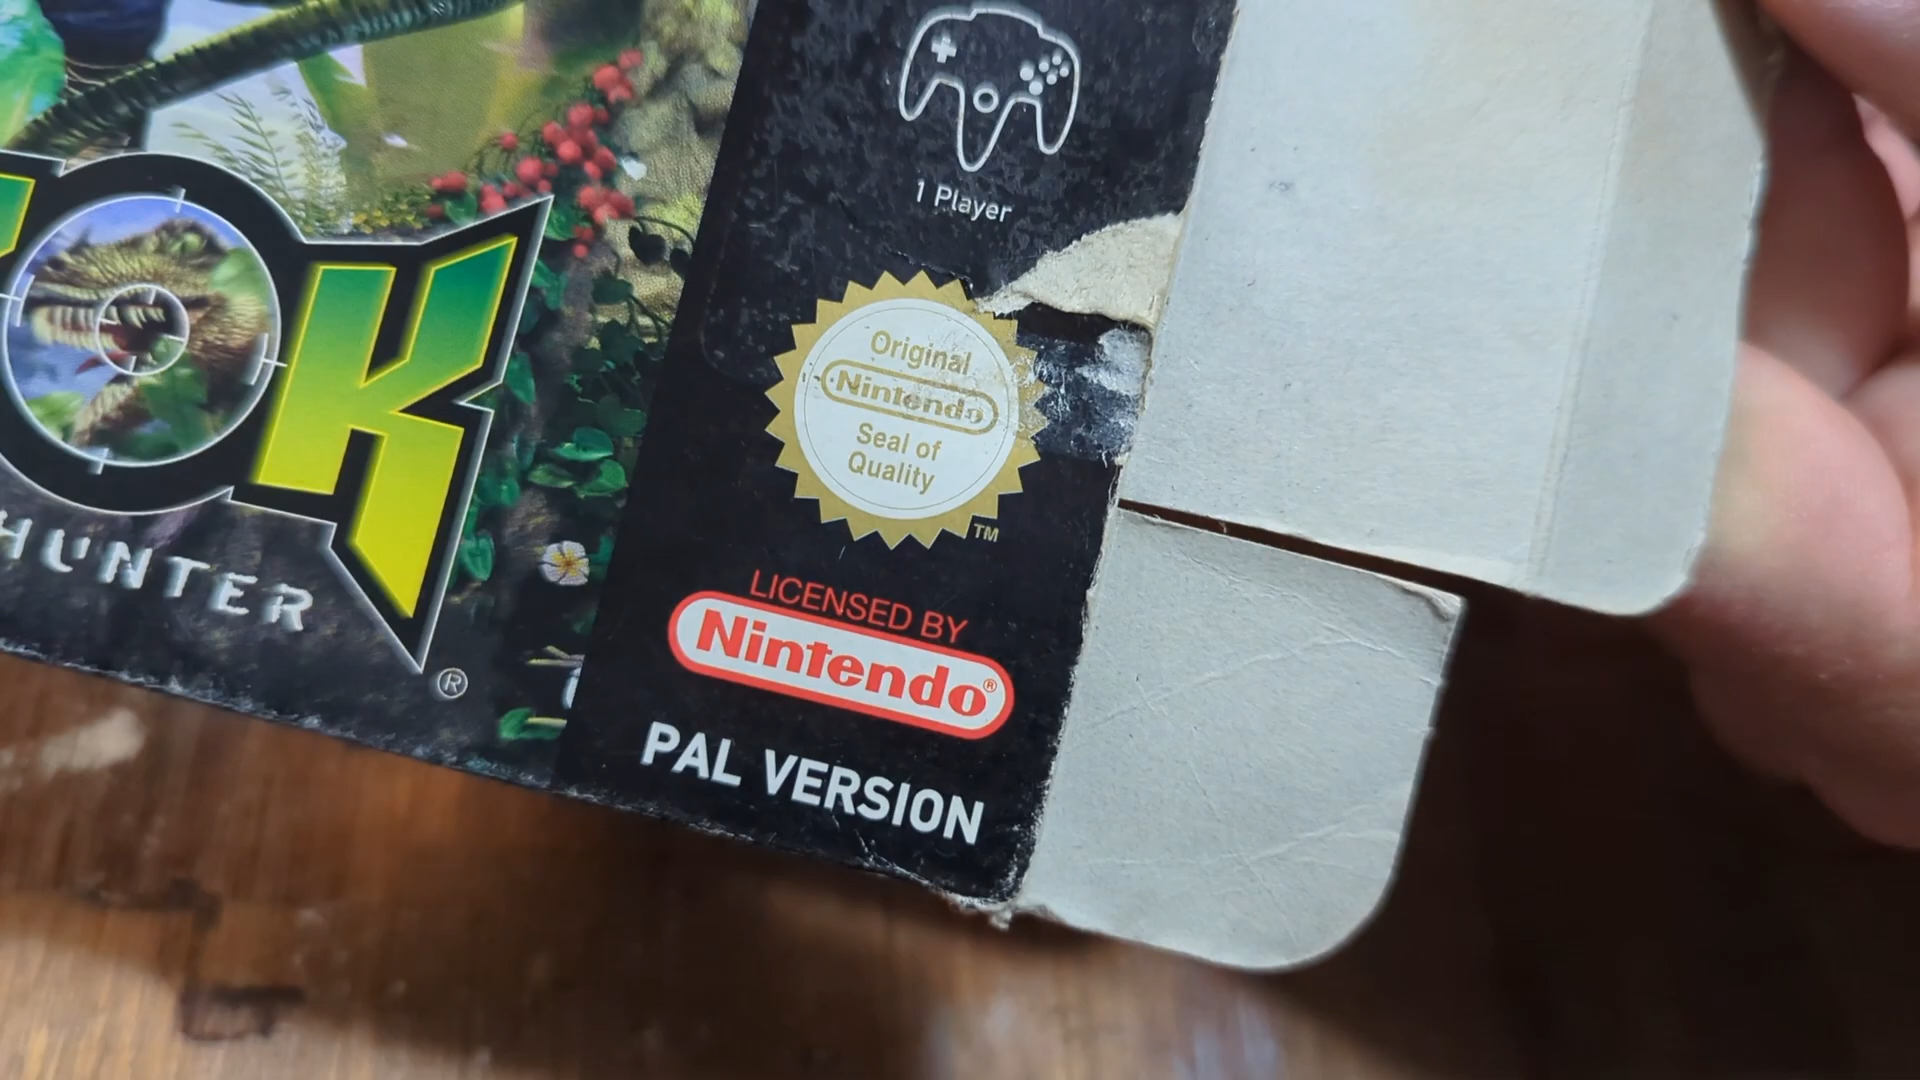 OK
HUNTER
®
1 Player
Original
Nintendo
Seal of
Quality
TM
LICENSED BY
Nintendo®
PAL VERSION